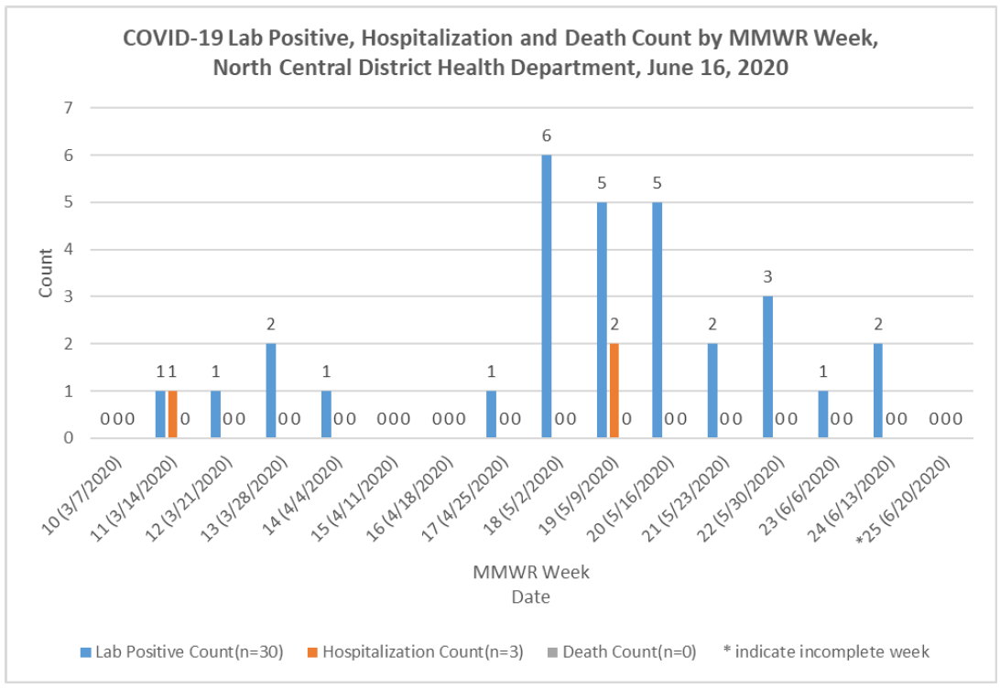 COVID-19 Lab Positive, Hospitalization and Death Count by MMWR Week,
North Central District Health Department, June 16, 2020
7
6
5
4
3
2
1
0
Count
0 0 0
1 1 0
1 0 0
2 0 0
1 0 0
0 0 0
0 0 0
1 0 0
6 0 0
5 2 0
5 0 0
2 0 0
3 0 0
1 0 0
2 0 0
0 0 0
10 (3/7/2020)
11 (3/14/2020)
12 (3/21/2020)
13 (3/28/2020)
14 (4/4/2020)
15 (4/11/2020)
16 (4/18/2020)
17 (4/25/2020)
18 (5/2/2020)
19 (5/9/2020)
20 (5/16/2020)
21 (5/23/2020)
22 (5/30/2020)
23 (6/6/2020)
24 (6/13/2020)
*25 (6/20/2020)
MMWR Week
Date
Lab Positive Count(n=30) Hospitalization Count(n=3) Death Count(n=0) * indicate incomplete week